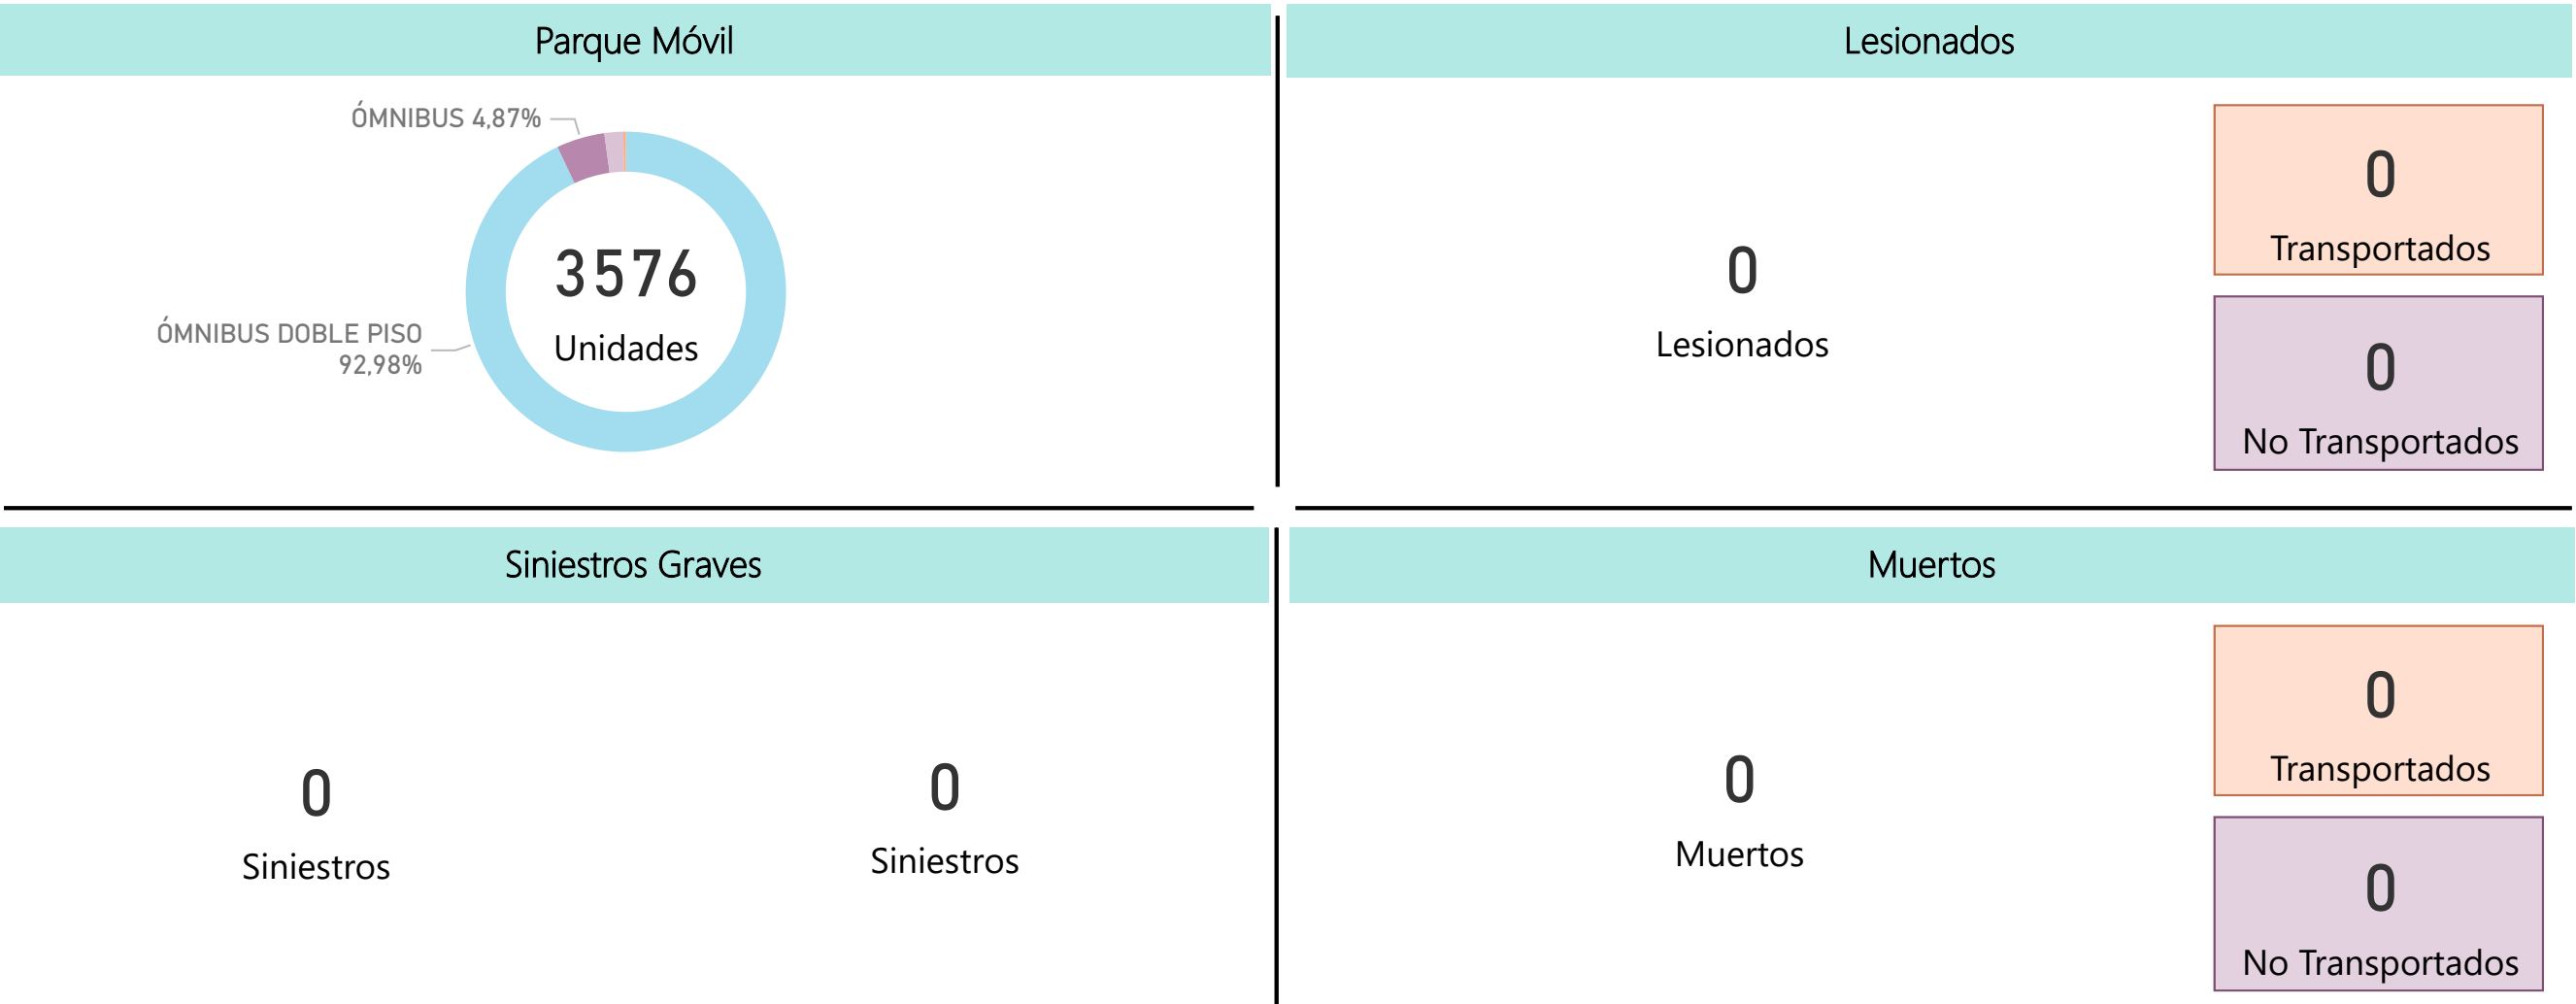 Parque Móvil
ÓMNIBUS 4,87%
ÓMNIBUS DOBLE PISO
92,98%
3576
Unidades
Lesionados
0
Lesionados
0
Transportados
0
No Transportados
Siniestros Graves
0
Siniestros
0
Siniestros
Muertos
0
Muertos
0
Transportados
0
No Transportados